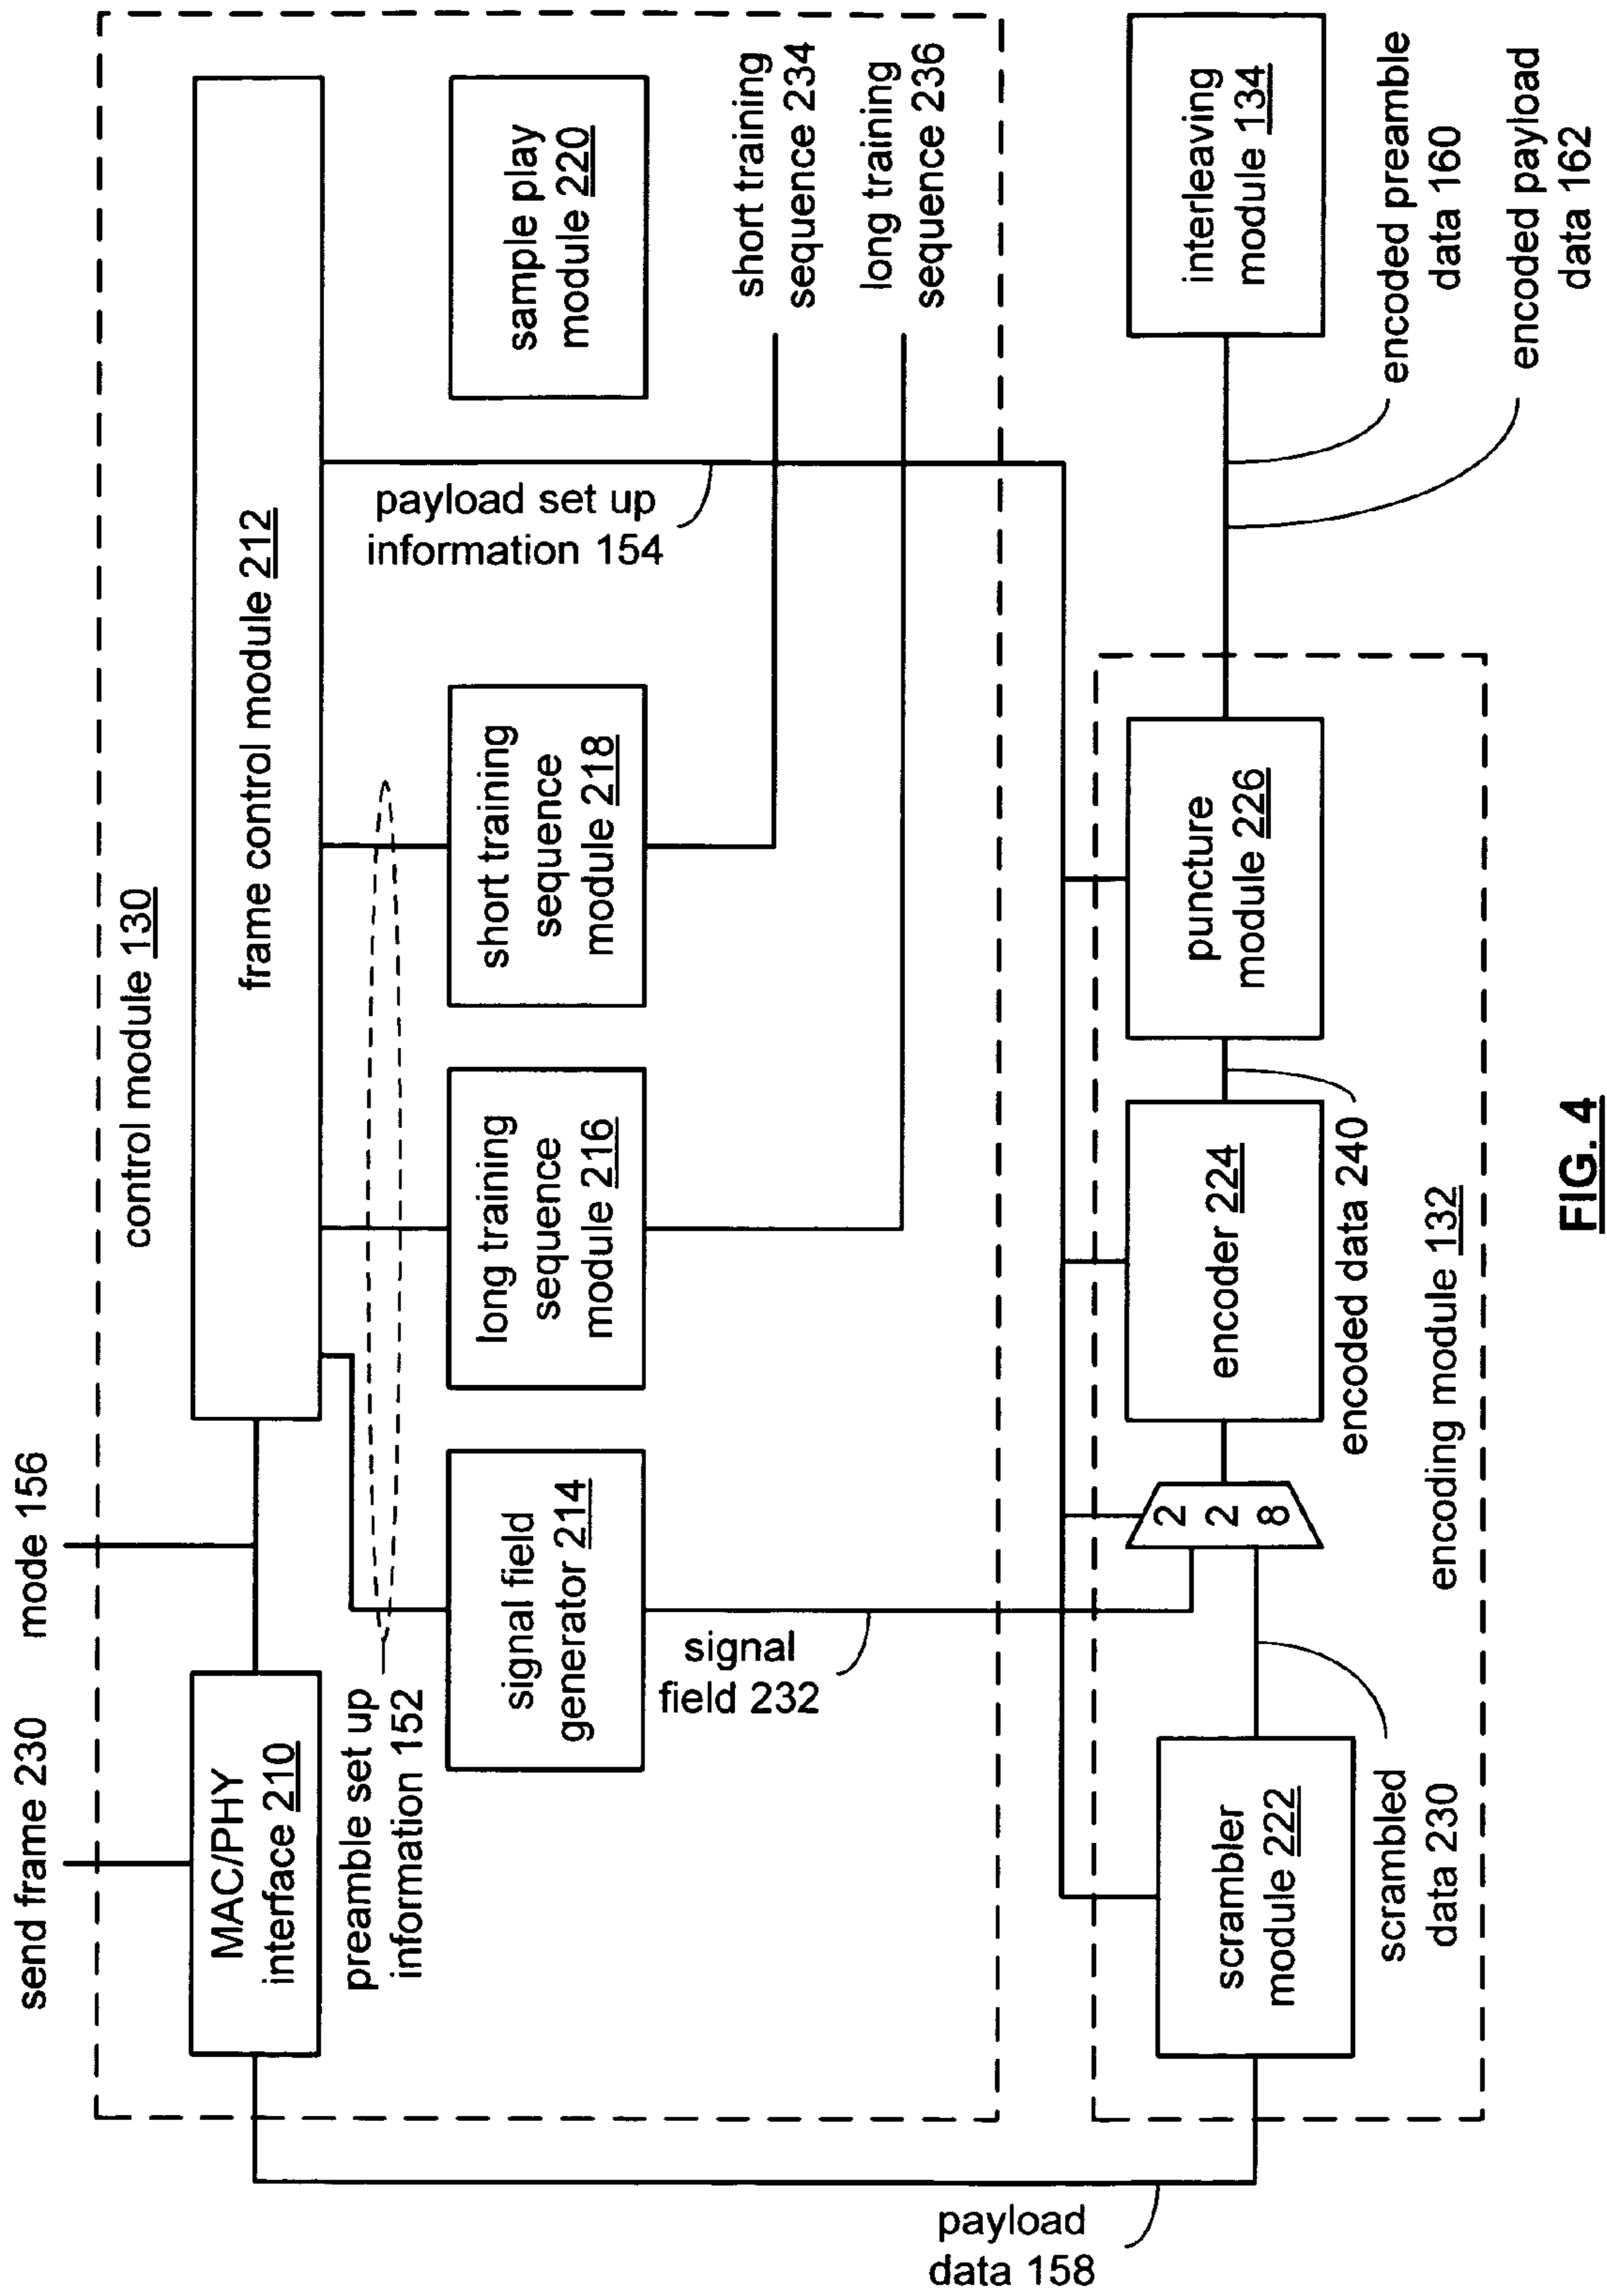 send frame 230
mode 156
control module 130
MAC/PHY
interface 210
frame control module 212
preamble set up
information 152
payload set up
information 154
signal field
generator 214
long training
sequence
module 216
short training
sequence
module 218
sample play
module 220
signal
field 232
short training
sequence 234
long training
sequence 236
payload
data 158
scrambler
module 222
scrambled
data 230
2
2
8
encoder 224
encoded data 240
puncture
module 226
encoding module 132
interleaving
module 134
encoded preamble
data 160
encoded payload
data 162
FIG. 4